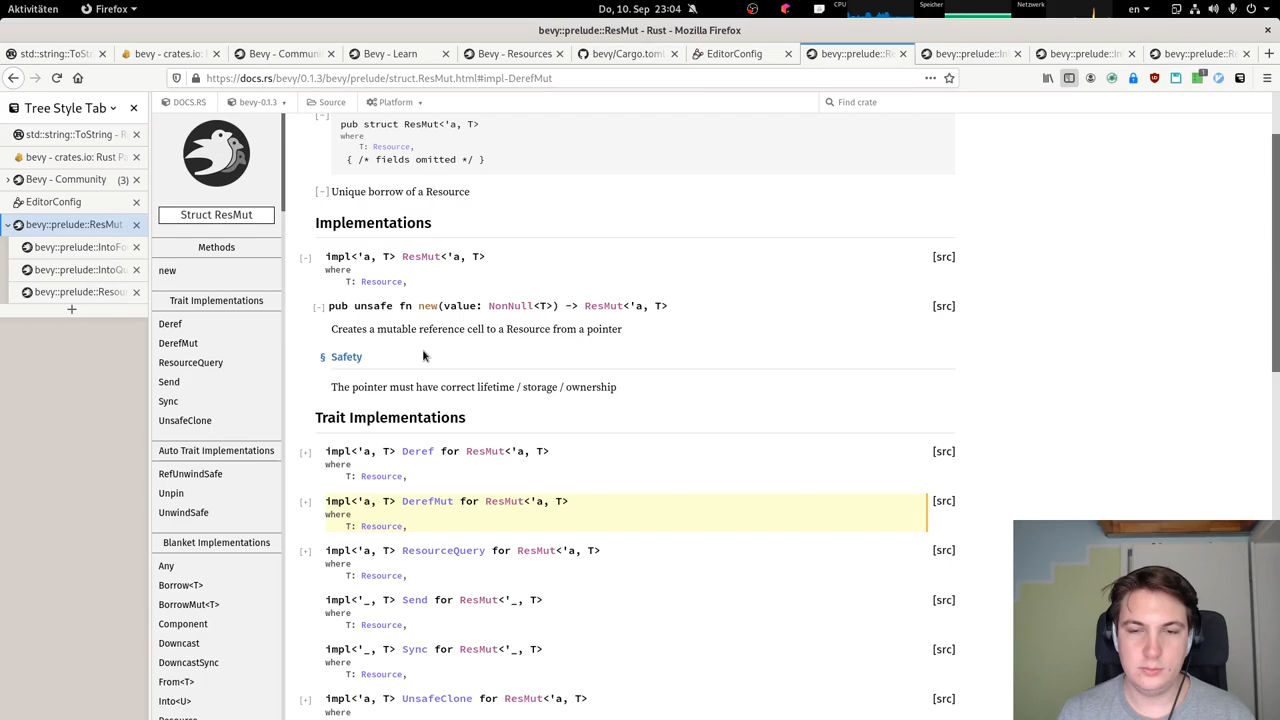 Firefox
Do, 10. Sep 23:04
CPU
Speicher
Netzwerk
en
bevy::prelude::ResMut - Rust - Mozilla Firefox
std::string::ToSt
bevy - crates.io: R
Bevy - Commun
Bevy - Learn
Bevy - Resources
bevy/Cargo.toml
EditorConfig
bevy::prelude::Re
bevy::prelude::In
bevy::prelude::In
bevy::prelude::Re
https://docs.rs/bevy/0.1.3/bevy/prelude/struct.ResMut.html#impl-DerefMut
Tree Style Tab
std::string::ToString - R
bevy - crates.io: Rust Pa
Bevy - Community
(3)
EditorConfig
bevy::prelude::ResMut
bevy::prelude::IntoFo
bevy::prelude::IntoQu
bevy::prelude::Resou
DOCS.RS
bevy-0.1.3
Source
Platform
Find crate
Struct ResMut
Methods
new
Trait Implementations
Deref
DerefMut
ResourceQuery
Send
Sync
UnsafeClone
Auto Trait Implementations
RefUnwindSafe
Unpin
UnwindSafe
Blanket Implementations
Any
Borrow<T>
BorrowMut<T>
Component
Downcast
DowncastSync
From<T>
Into<U>
[-]
pub struct ResMut<'a, T>
where
T: Resource,
{ /* fields omitted */ }
[-] Unique borrow of a Resource
Implementations
[-] impl<'a, T> ResMut<'a, T> [src]
where
T: Resource,
[-] pub unsafe fn new(value: NonNull<T>) -> ResMut<'a, T> [src]
Creates a mutable reference cell to a Resource from a pointer
§ Safety
The pointer must have correct lifetime / storage / ownership
Trait Implementations
[+] impl<'a, T> Deref for ResMut<'a, T> [src]
where
T: Resource,
[+] impl<'a, T> DerefMut for ResMut<'a, T> [src]
where
T: Resource,
[+] impl<'a, T> ResourceQuery for ResMut<'a, T> [src]
where
T: Resource,
[+] impl<'_, T> Send for ResMut<'_, T> [src]
where
T: Resource,
[+] impl<'_, T> Sync for ResMut<'_, T> [src]
where
T: Resource,
[+] impl<'a, T> UnsafeClone for ResMut<'a, T> [src]
where